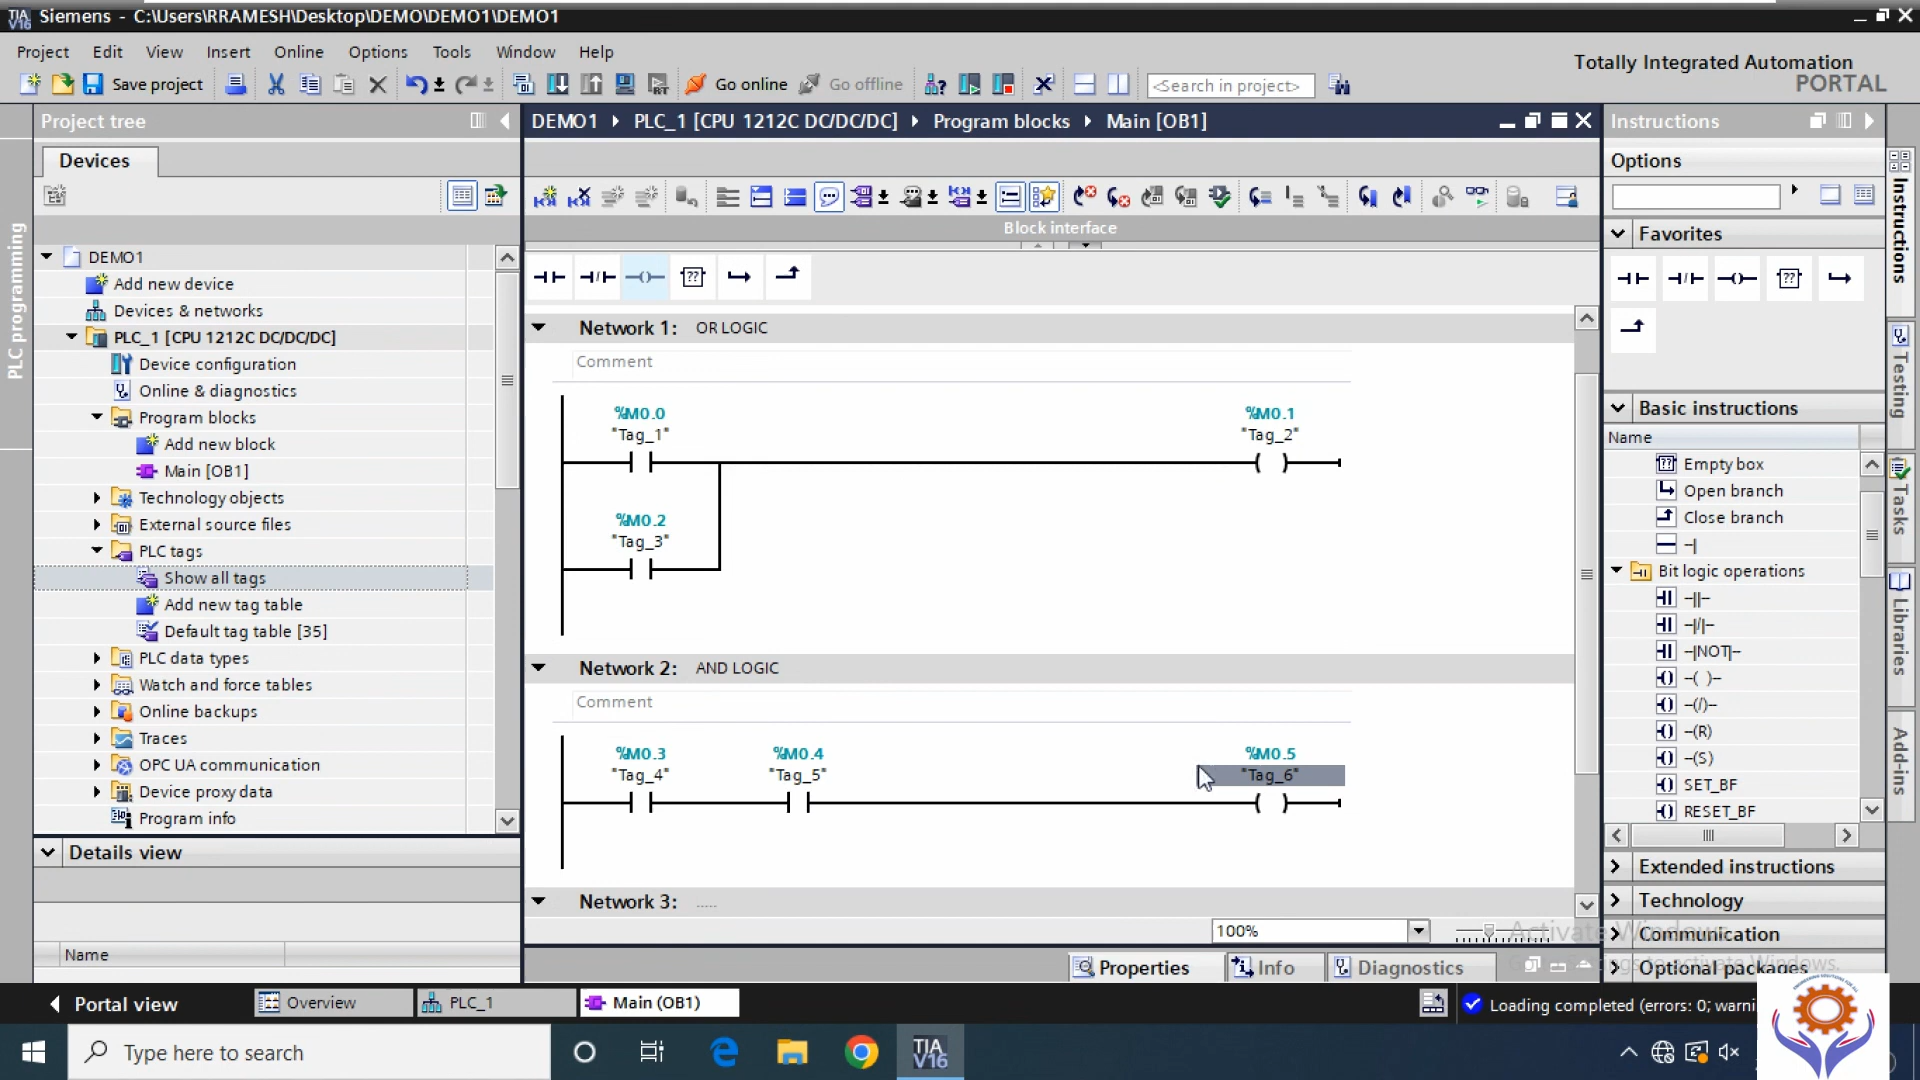 Siemens - C:\Users\RRAMESH\Desktop\DEMO\DEMO1\DEMO1
Project Edit View Insert Online Options Tools Window Help
Totally Integrated Automation
PORTAL
Save project
Go online
Go offline
<Search in project>
Project tree
DEMO1 PLC_1 [CPU 1212C DC/DC/DC] Program blocks Main [OB1]
Instructions
Devices
Options
PLC programming
Block interface
Favorites
DEMO1
Add new device
Devices & networks
PLC_1 [CPU 1212C DC/DC/DC]
Device configuration
Online & diagnostics
Program blocks
Add new block
Main [OB1]
Technology objects
External source files
PLC tags
Show all tags
Add new tag table
Default tag table [35]
PLC data types
Watch and force tables
Online backups
Traces
OPC UA communication
Device proxy data
Program info
Details view
Name
Network 1: OR LOGIC
Comment
%M0.0
"Tag_1"
%M0.1
"Tag_2"
%M0.2
"Tag_3"
Network 2: AND LOGIC
Comment
%M0.3
"Tag_4"
%M0.4
"Tag_5"
%M0.5
"Tag_6"
Network 3: .....
100%
Properties
Info
Diagnostics
Basic instructions
Name
Empty box
Open branch
Close branch
--|
Bit logic operations
-||-
-|/|-
-|NOT|-
-( )-
-(/)-
-(R)
-(S)
SET_BF
RESET_BF
Extended instructions
Technology
Communication
Optional packages
Activate Windows
Instructions
Testing
Tasks
Libraries
Add-ins
Portal view
Overview
PLC_1
Main (OB1)
Loading completed (errors: 0; warni
Type here to search
TIA
V16